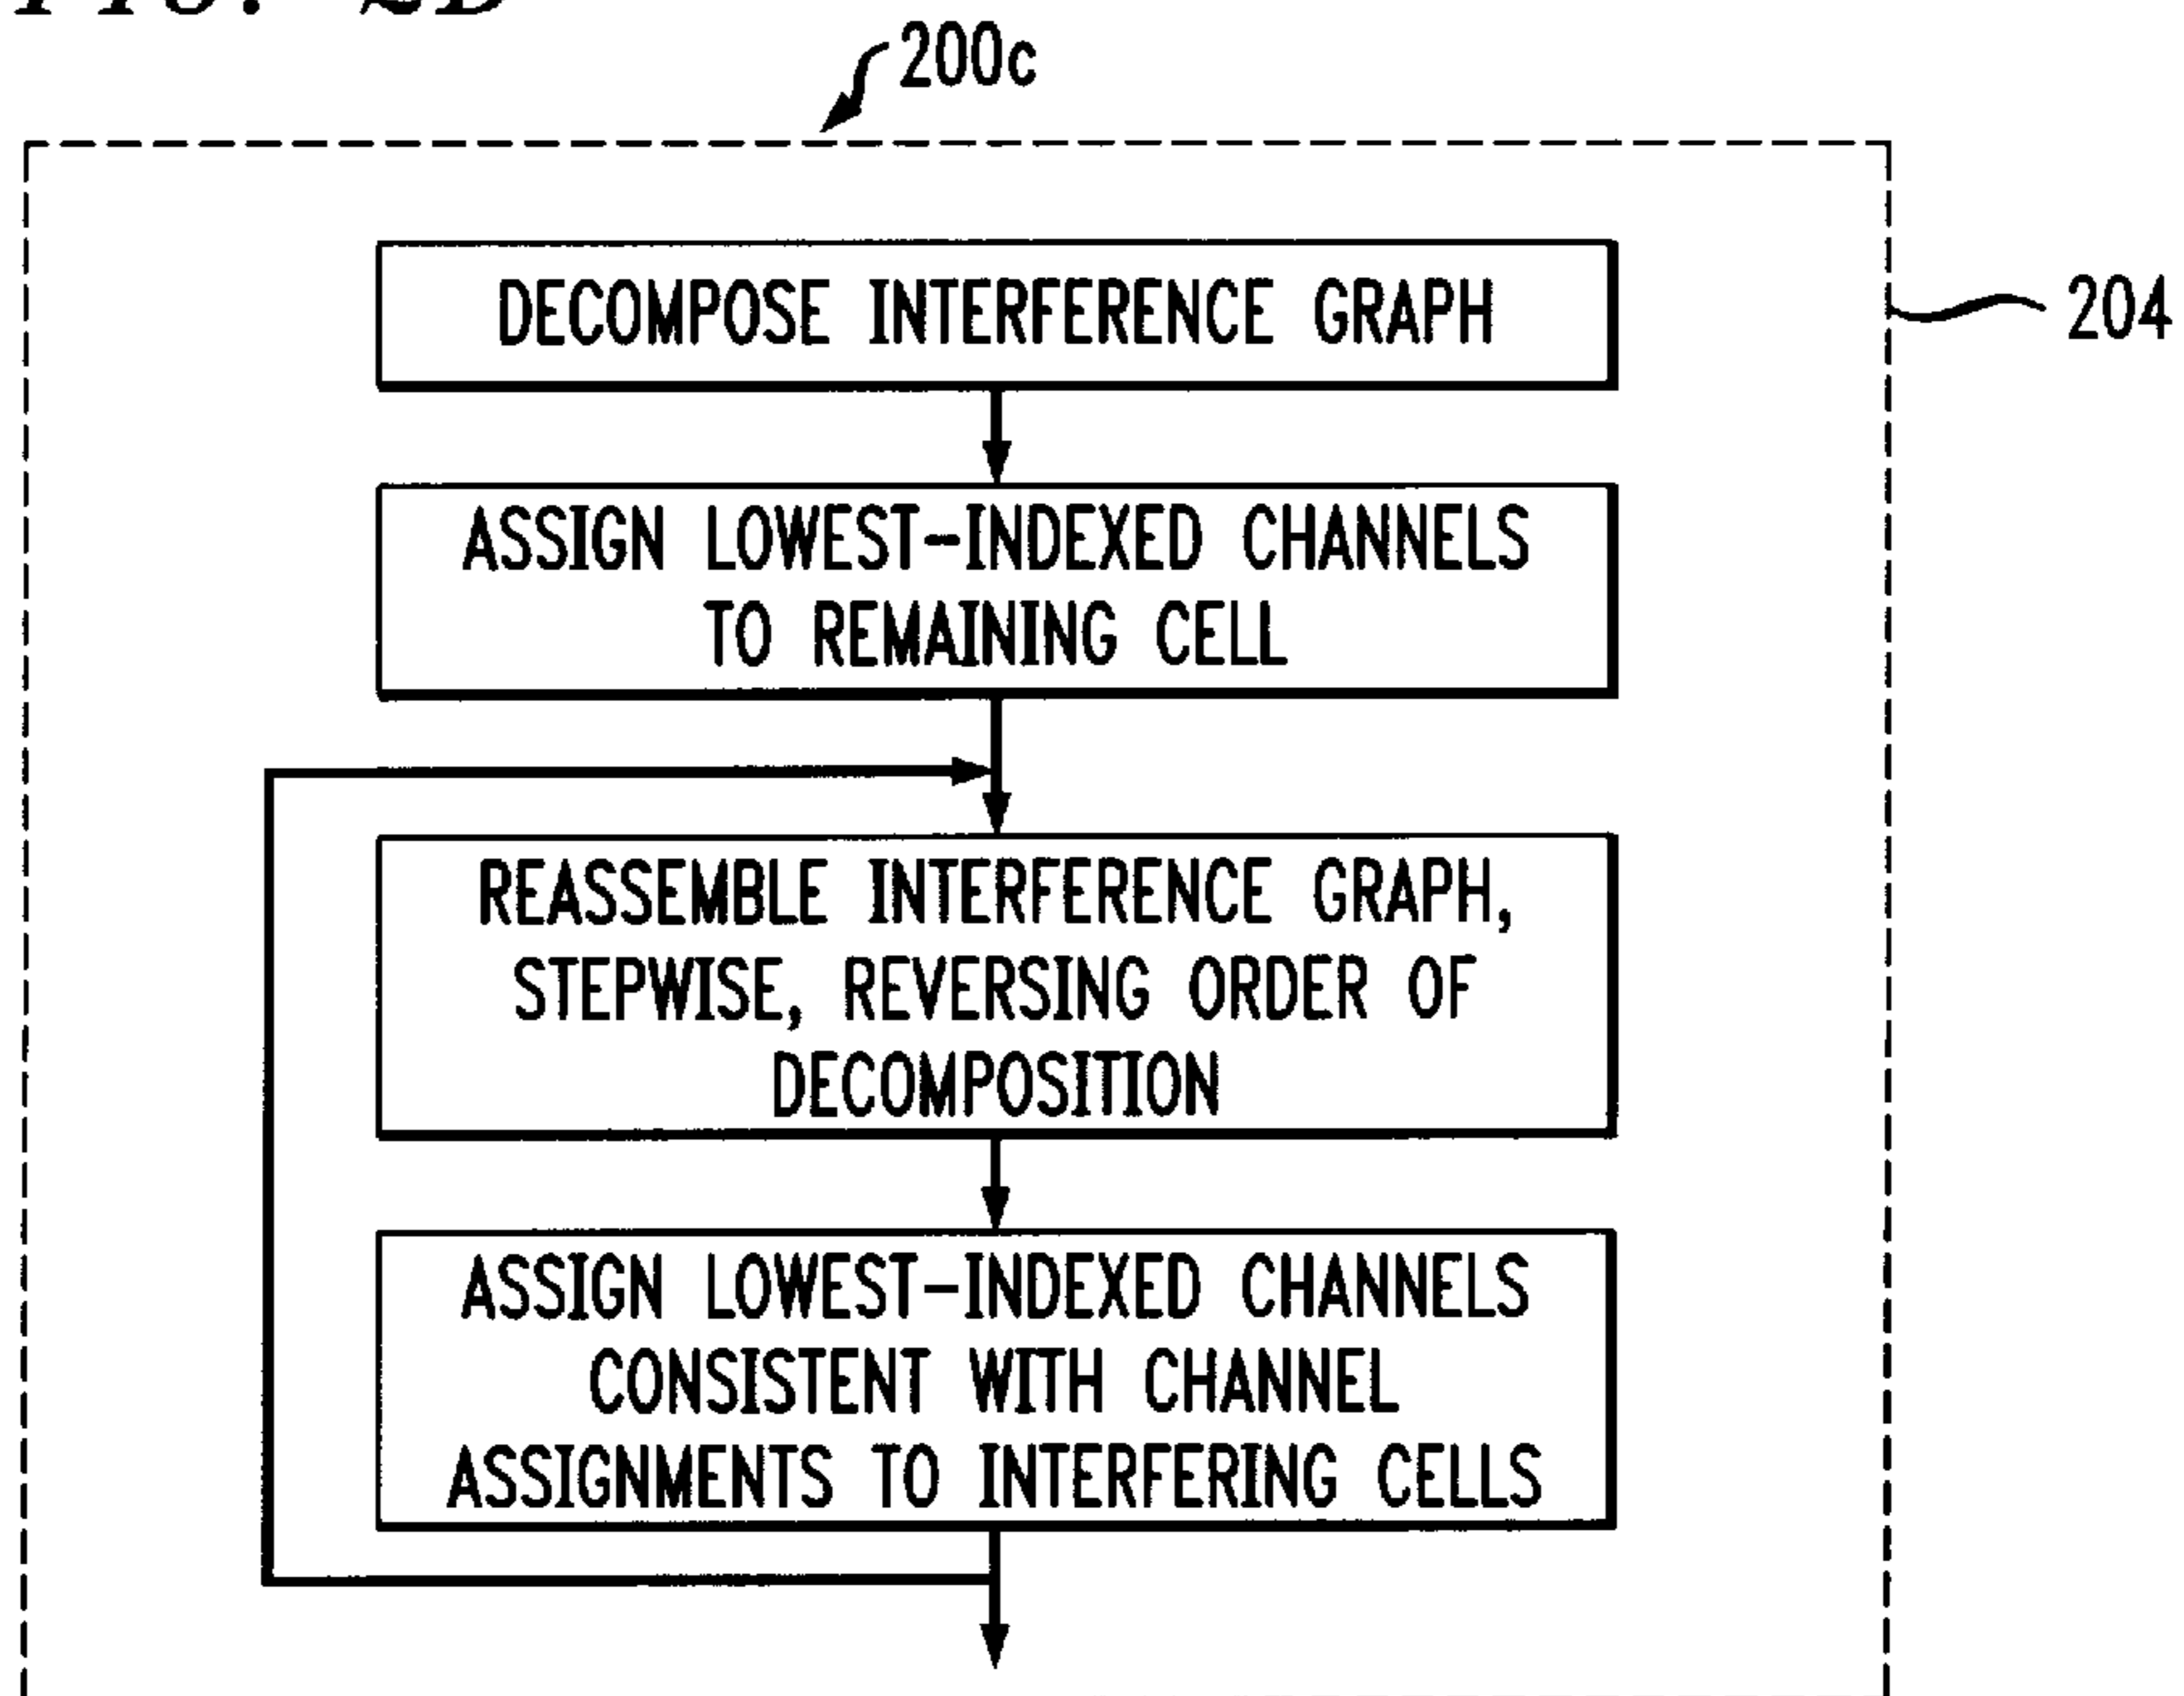 200c
DECOMPOSE INTERFERENCE GRAPH
204
ASSIGN LOWEST-INDEXED CHANNELS
TO REMAINING CELL
REASSEMBLE INTERFERENCE GRAPH,
STEPWISE, REVERSING ORDER OF
DECOMPOSITION
ASSIGN LOWEST-INDEXED CHANNELS
CONSISTENT WITH CHANNEL
ASSIGNMENTS TO INTERFERING CELLS